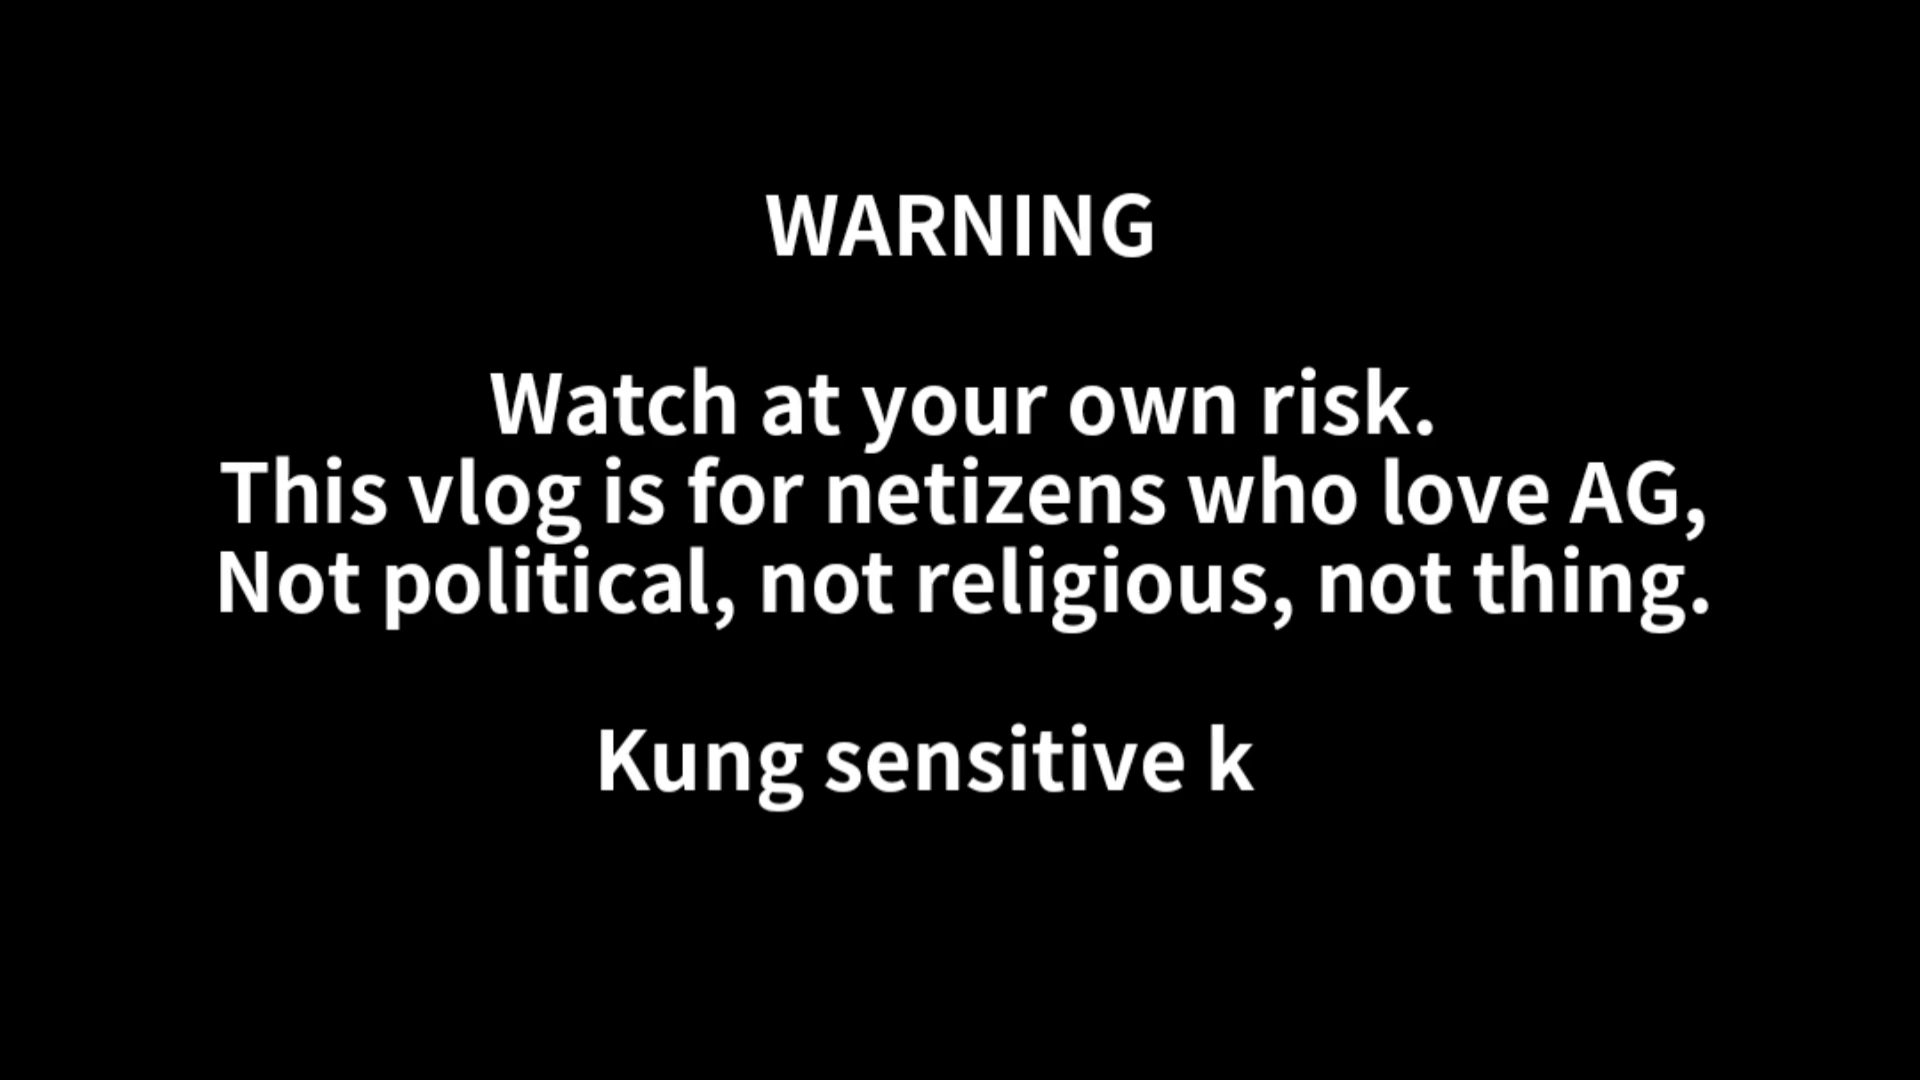 WARNING
Watch at your own risk.
This vlog is for netizens who love AG,
Not political, not religious, not thing.
Kung sensitive k